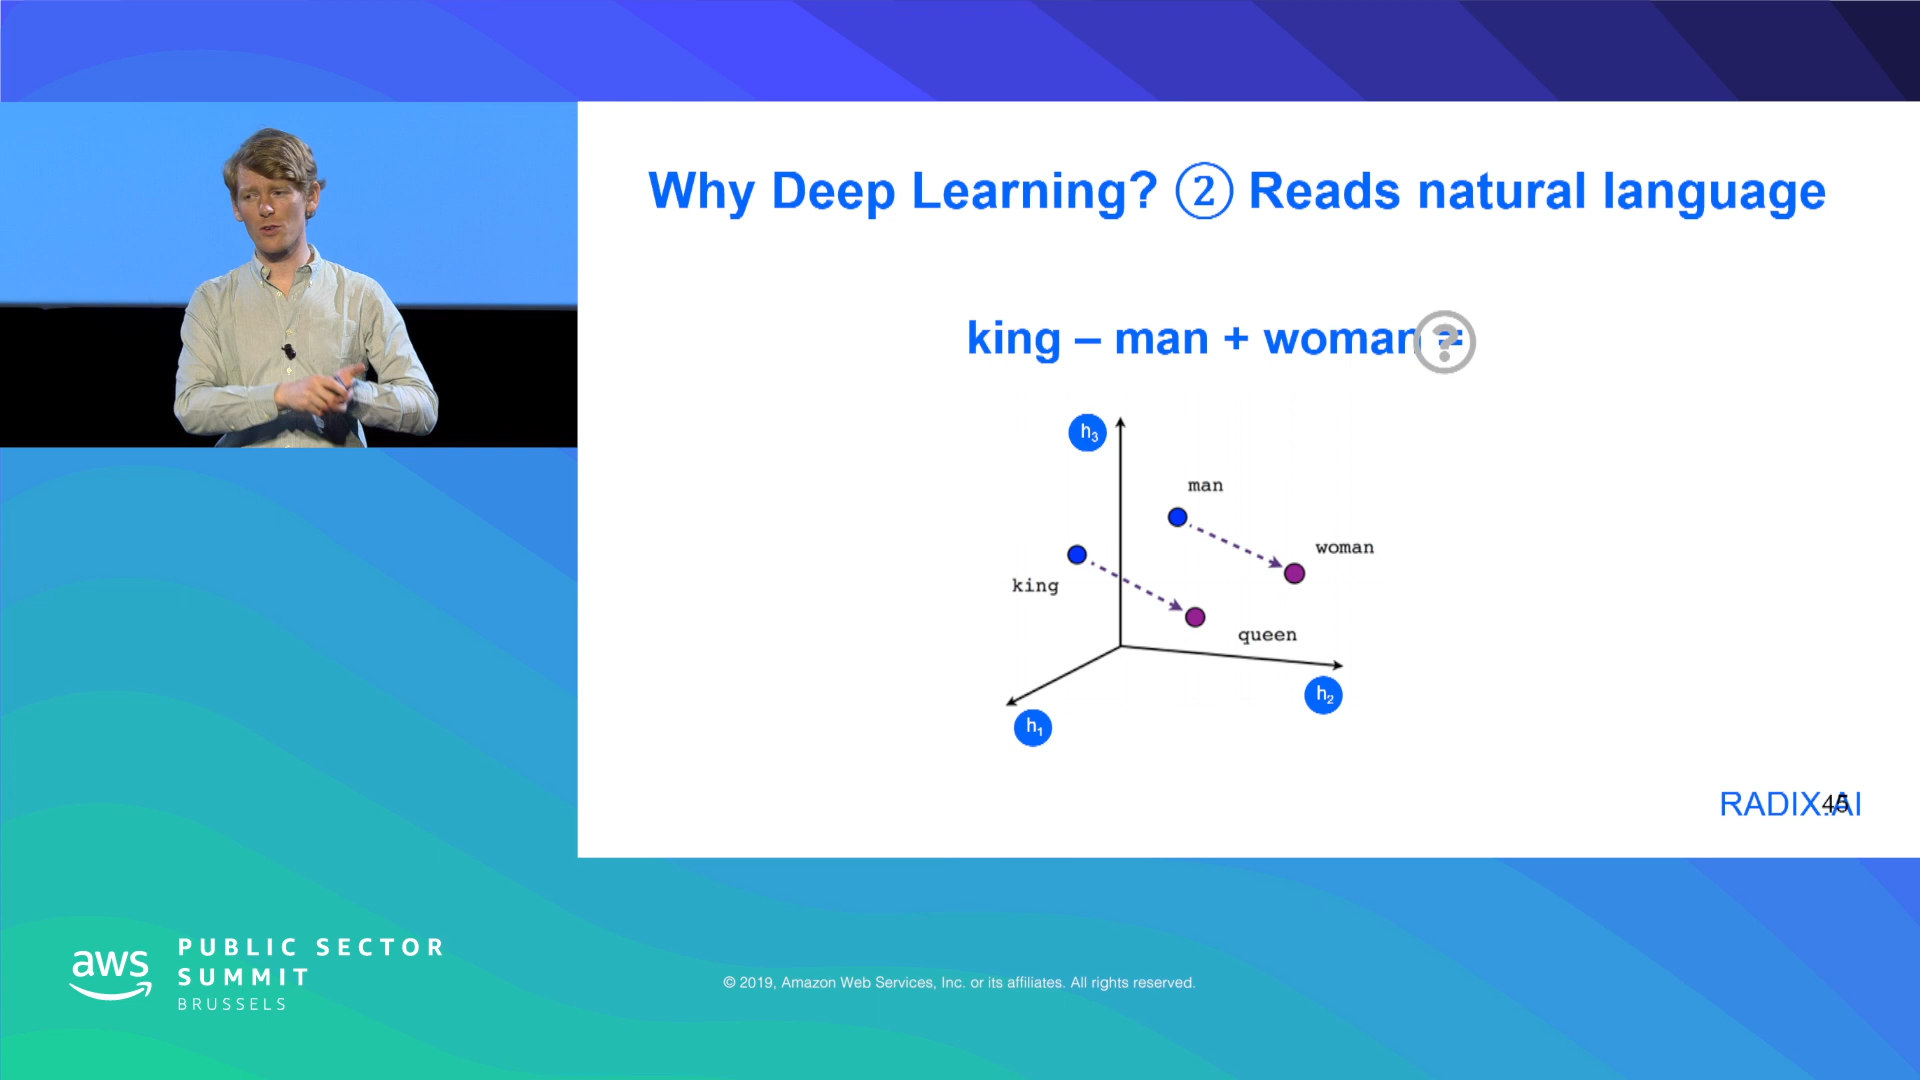 Why Deep Learning? ② Reads natural language
king – man + woman =
?
h₃
man
woman
king
queen
h₂
h₁
RADIX.AI
aws
PUBLIC SECTOR
SUMMIT
BRUSSELS
© 2019, Amazon Web Services, Inc. or its affiliates. All rights reserved.